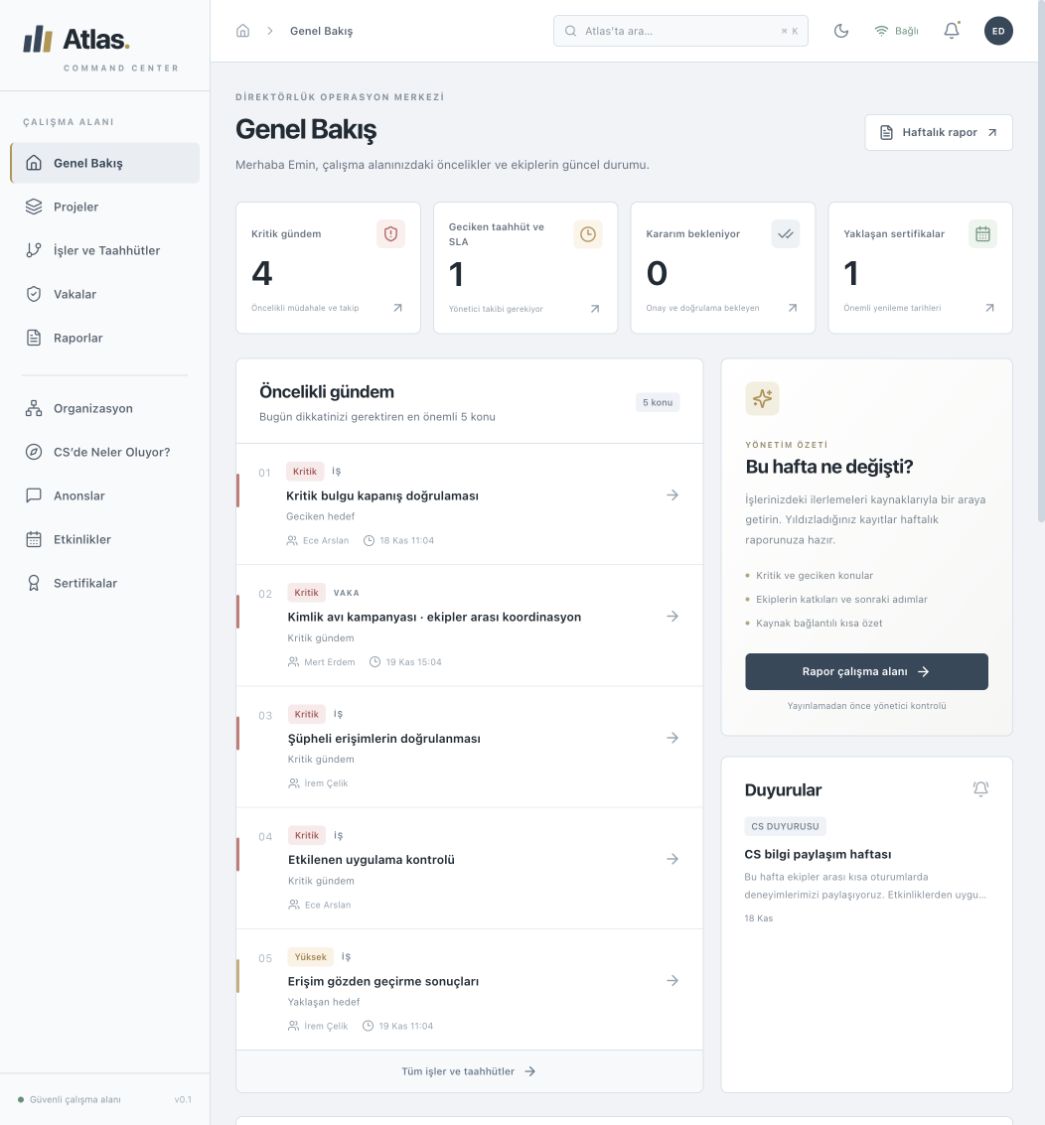 Atlas.
COMMAND CENTER
ÇALIŞMA ALANI
Genel Bakış
Projeler
İşler ve Taahhütler
Vakalar
Raporlar
Organizasyon
CS'de Neler Oluyor?
Anonslar
Etkinlikler
Sertifikalar
Güvenli çalışma alanı v0.1
Genel Bakış
Atlas'ta ara... ⌘ K
Bağlı
ED
DİREKTÖRLÜK OPERASYON MERKEZİ
Genel Bakış
Merhaba Emin, çalışma alanınızdaki öncelikler ve ekiplerin güncel durumu.
Haftalık rapor
Kritik gündem
4
Öncelikli müdahale ve takip
Geciken taahhüt ve
SLA
1
Yönetici takibi gerekiyor
Kararım bekleniyor
0
Onay ve doğrulama bekleyen
Yaklaşan sertifikalar
1
Önemli yenileme tarihleri
Öncelikli gündem
Bugün dikkatinizi gerektiren en önemli 5 konu
5 konu
01 Kritik İŞ
Kritik bulgu kapanış doğrulaması
Geciken hedef
Ece Arslan 18 Kas 11:04
02 Kritik VAKA
Kimlik avı kampanyası · ekipler arası koordinasyon
Kritik gündem
Mert Erdem 19 Kas 15:04
03 Kritik İŞ
Şüpheli erişimlerin doğrulanması
Kritik gündem
İrem Çelik
04 Kritik İŞ
Etkilenen uygulama kontrolü
Kritik gündem
Ece Arslan
05 Yüksek İŞ
Erişim gözden geçirme sonuçları
Yaklaşan hedef
İrem Çelik 19 Kas 11:04
Tüm işler ve taahhütler
YÖNETİM ÖZETİ
Bu hafta ne değişti?
İşlerinizdeki ilerlemeleri kaynaklarıyla bir araya
getirin. Yıldızladığınız kayıtlar haftalık
raporunuza hazır.
• Kritik ve geciken konular
• Ekiplerin katkıları ve sonraki adımlar
• Kaynak bağlantılı kısa özet
Rapor çalışma alanı
Yayınlamadan önce yönetici kontrolü
Duyurular
CS DUYURUSU
CS bilgi paylaşım haftası
Bu hafta ekipler arası kısa oturumlarda
deneyimlerimizi paylaşıyoruz. Etkinliklerden uygu...
18 Kas